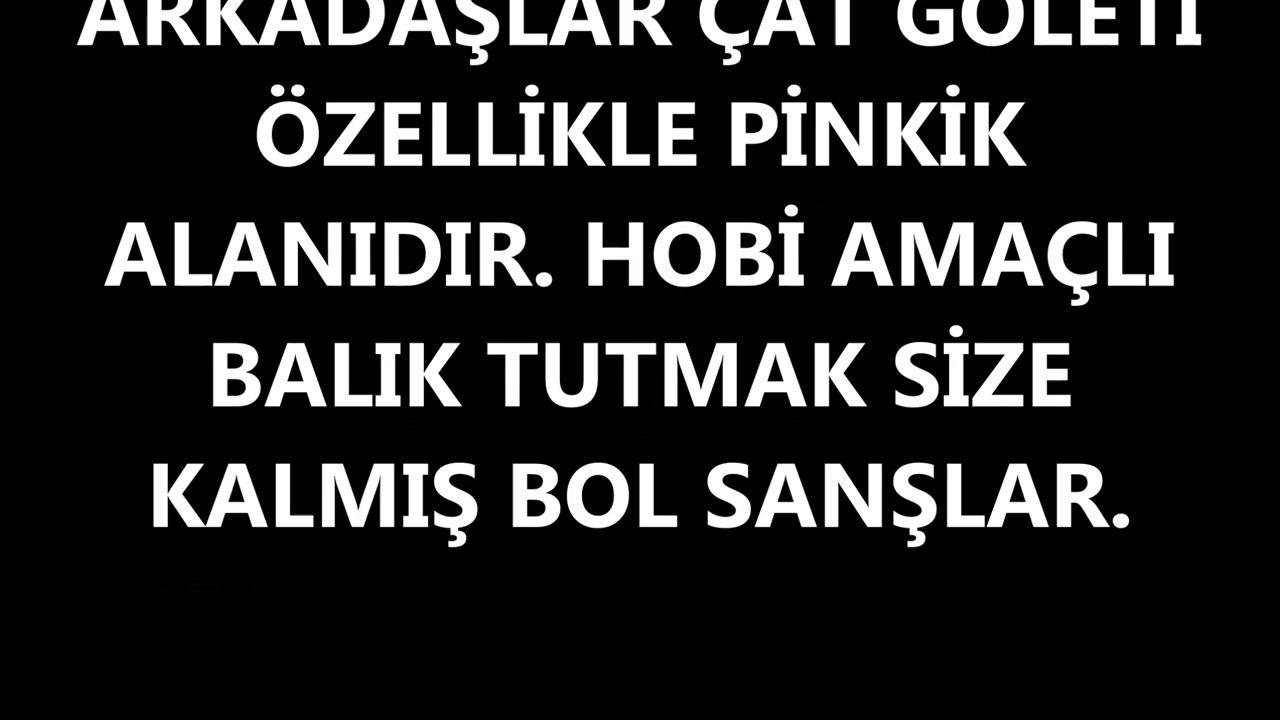 ARKADAŞLAR ÇAT GÖLETİ
ÖZELLİKLE PİNKİK
ALANIDIR. HOBİ AMAÇLI
BALIK TUTMAK SİZE
KALMIŞ BOL SANŞLAR.